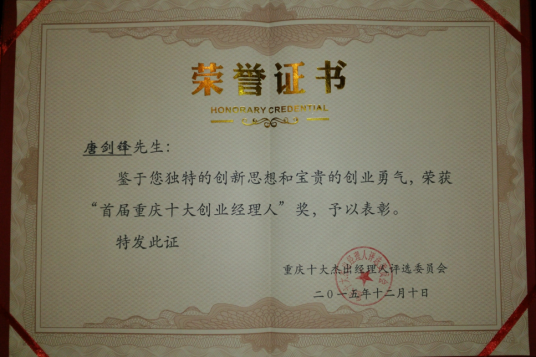 荣誉证书
HONORARY CREDENTIAL
唐剑锋先生：
鉴于您独特的创新思想和宝贵的创业勇气，荣获
“首届重庆十大创业经理人”奖，予以表彰。
特发此证
重庆十大杰出经理人评选委员会
二〇一五年十二月十日